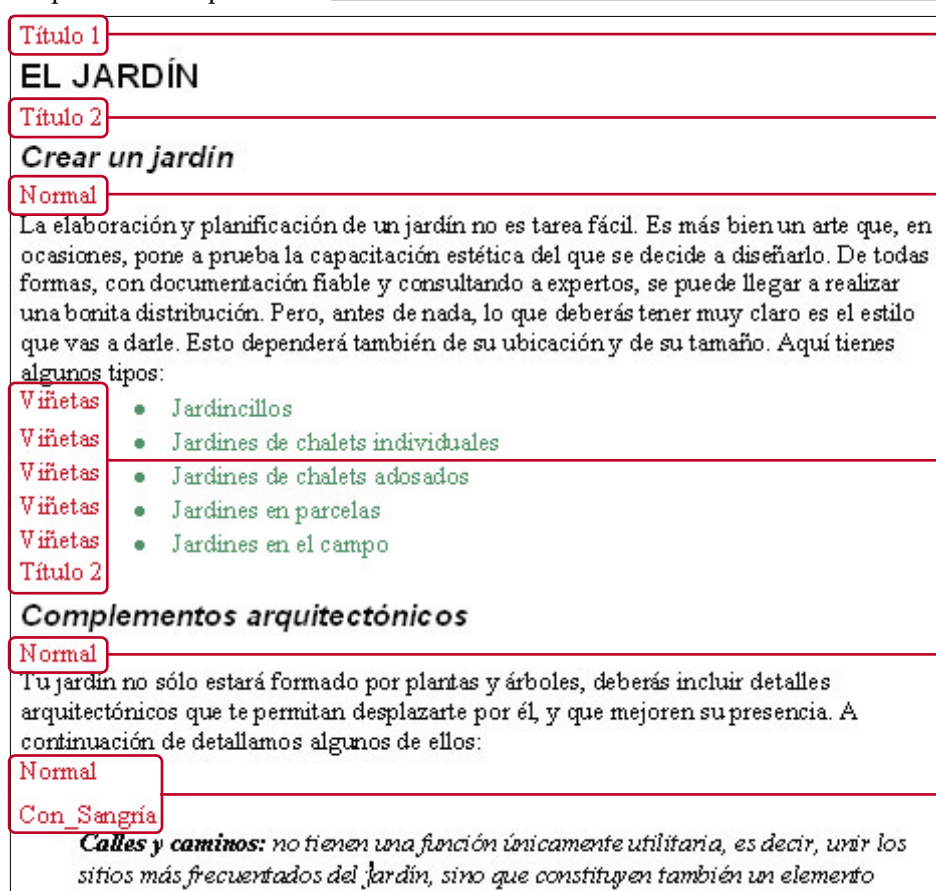 Título 1
EL JARDÍN
Título 2
Crear un jardín
Normal
La elaboración y planificación de un jardín no es tarea fácil. Es más bien un arte que, en
ocasiones, pone a prueba la capacitación estética del que se decide a diseñarlo. De todas
formas, con documentación fiable y consultando a expertos, se puede llegar a realizar
una bonita distribución. Pero, antes de nada, lo que deberás tener muy claro es el estilo
que vas a darle. Esto dependerá también de su ubicación y de su tamaño. Aquí tienes
algunos tipos:
Viñetas • Jardincillos
Viñetas • Jardines de chalets individuales
Viñetas • Jardines de chalets adosados
Viñetas • Jardines en parcelas
Viñetas • Jardines en el campo
Título 2
Complementos arquitectónicos
Normal
Tu jardín no sólo estará formado por plantas y árboles, deberás incluir detalles
arquitectónicos que te permitan desplazarte por él, y que mejoren su presencia. A
continuación de detallamos algunos de ellos:
Normal
Con_Sangría
Calles y caminos: no tienen una función únicamente utilitaria, es decir, unir los
sitios más frecuentados del jardín, sino que constituyen también un elemento